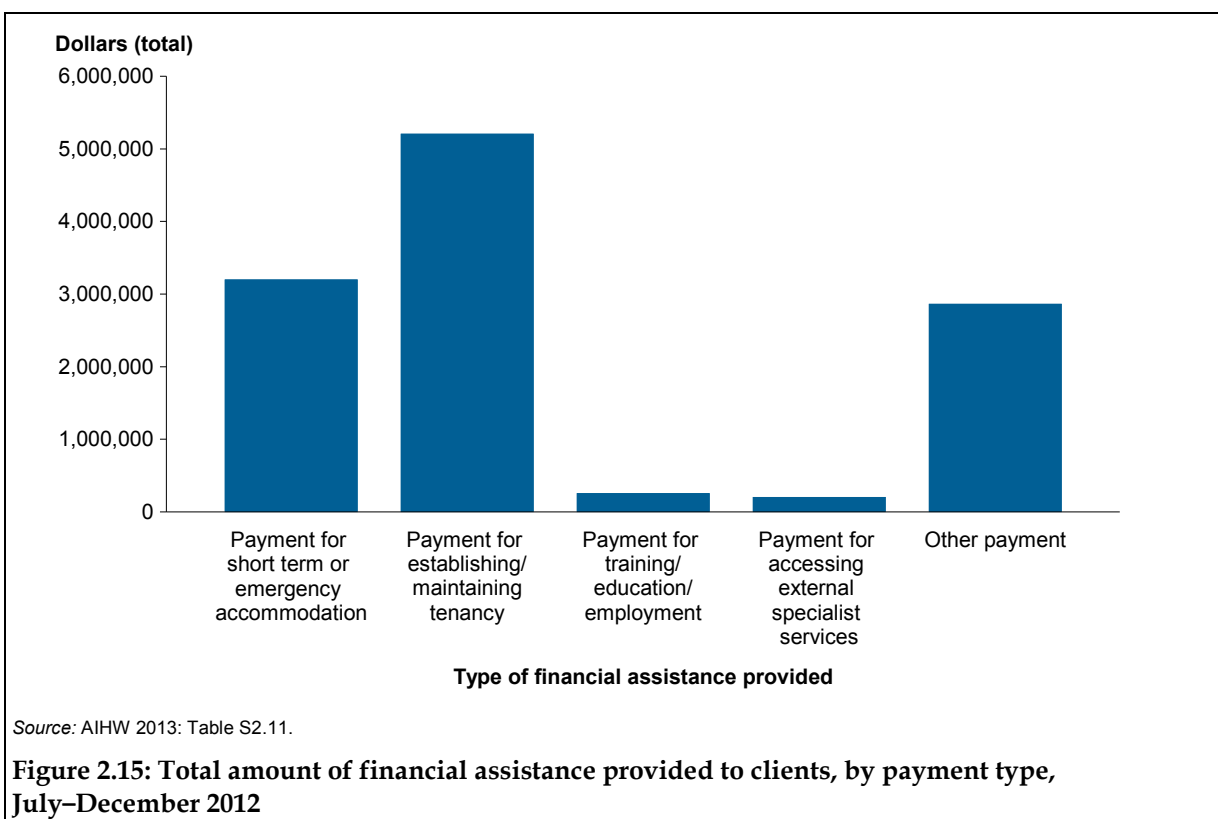 Dollars (total)
6,000,000
5,000,000
4,000,000
3,000,000
2,000,000
1,000,000
0
Payment for
short term or
emergency
accommodation
Payment for
establishing/
maintaining
tenancy
Payment for
training/
education/
employment
Payment for
accessing
external
specialist
services
Other payment
Type of financial assistance provided
Source: AIHW 2013: Table S2.11.
Figure 2.15: Total amount of financial assistance provided to clients, by payment type,
July–December 2012